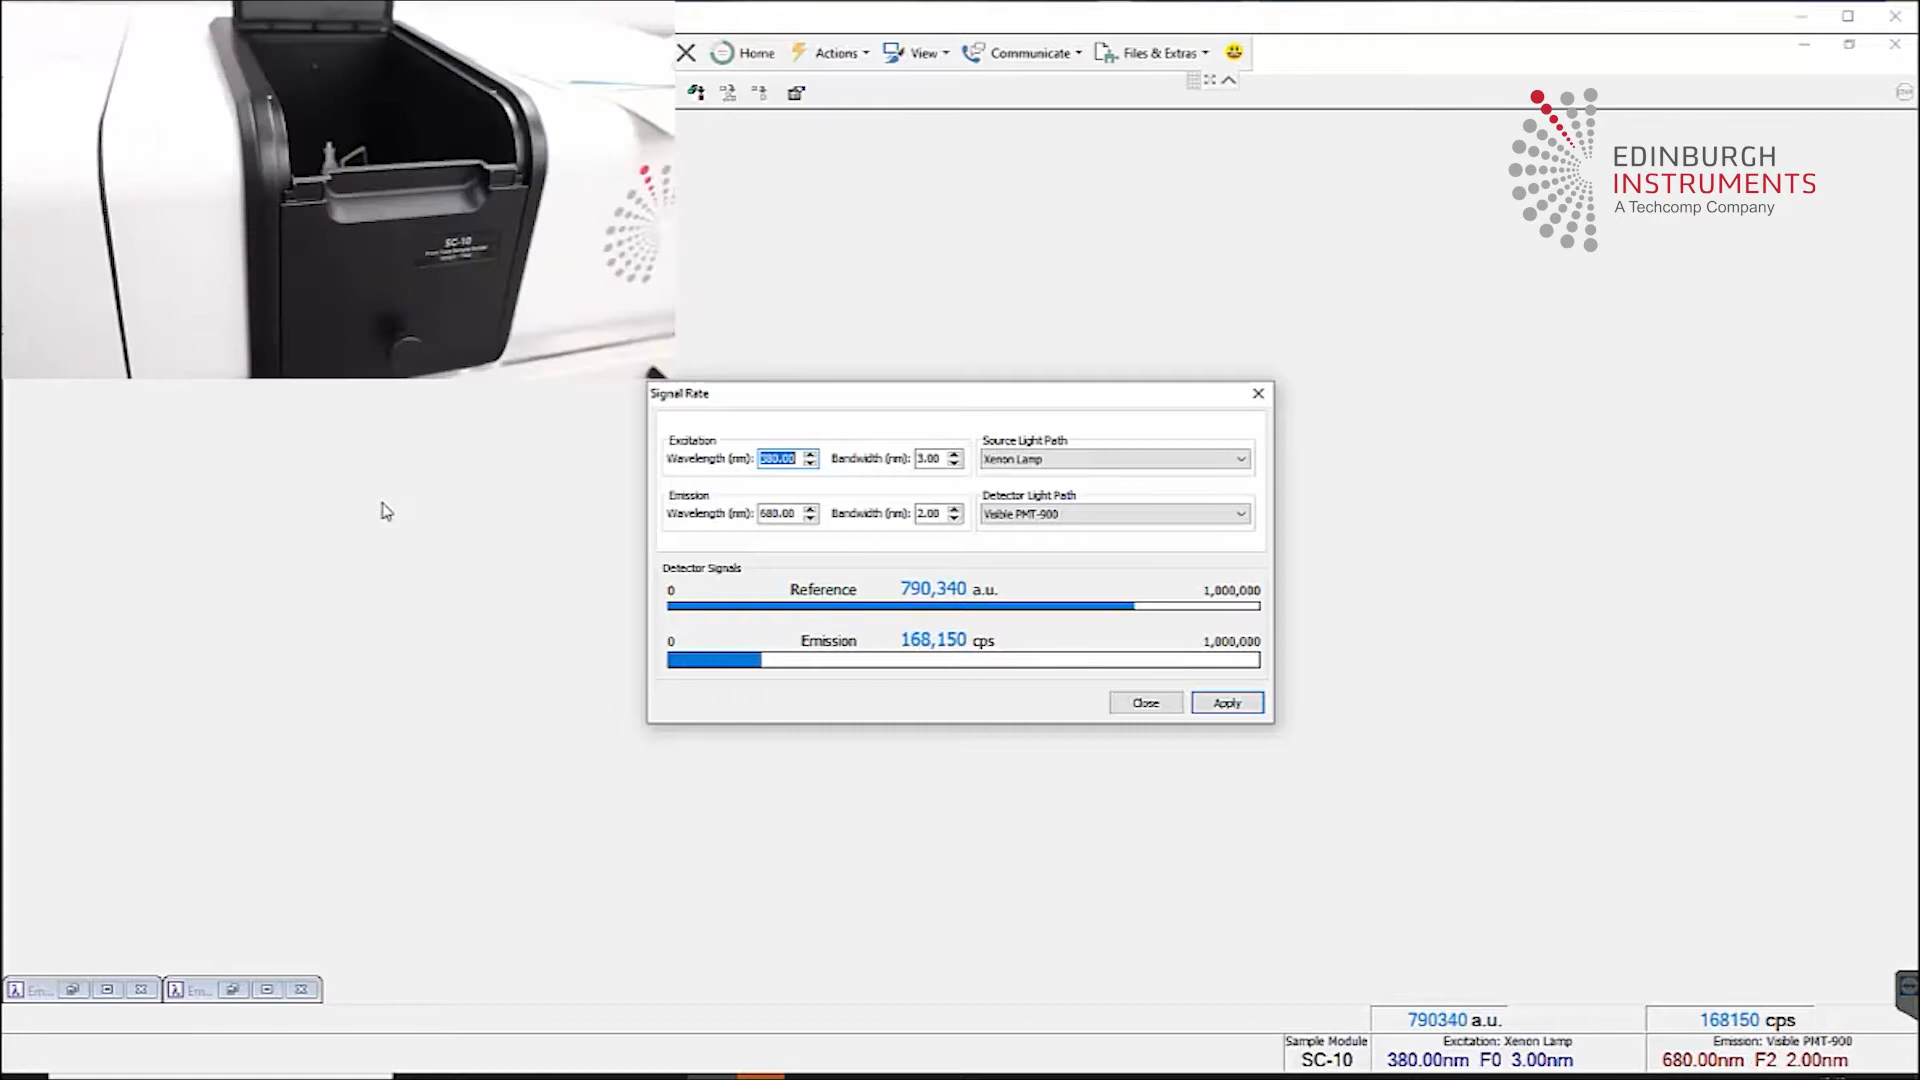 Home Actions View Communicate Files & Extras
EDINBURGH
INSTRUMENTS
A Techcomp Company
SC-10
Signal Rate
Excitation
Wavelength (nm): 380.00 Bandwidth (nm): 3.00
Source Light Path
Xenon Lamp
Emission
Wavelength (nm): 680.00 Bandwidth (nm): 2.00
Detector Light Path
Visible PMT-900
Detector Signals
0 Reference 790,340 a.u. 1,000,000
0 Emission 168,150 cps 1,000,000
Close Apply
Em... Em...
790340 a.u. 168150 cps
Sample Module Excitation: Xenon Lamp Emission: Visible PMT-900
SC-10 380.00nm F0 3.00nm 680.00nm F2 2.00nm